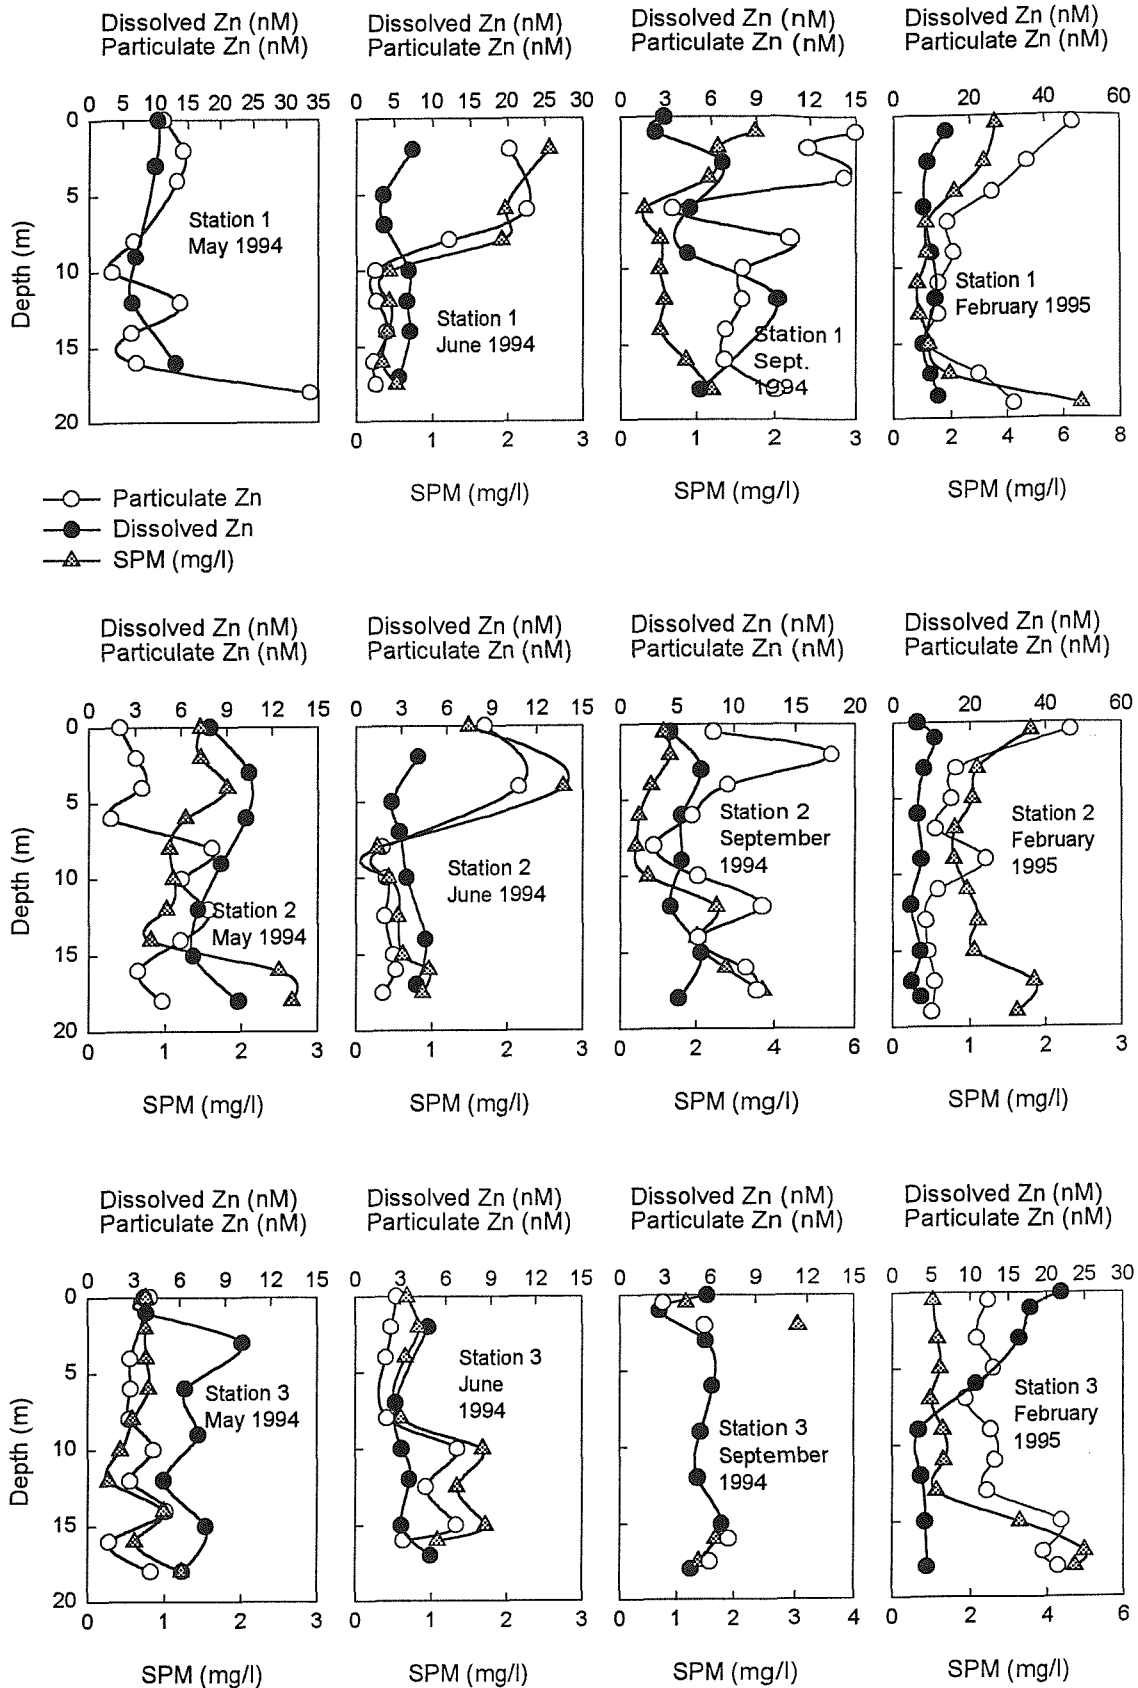 Dissolved Zn (nM) Dissolved Zn (nM) Dissolved Zn (nM) Dissolved Zn (nM)
Particulate Zn (nM) Particulate Zn (nM) Particulate Zn (nM) Particulate Zn (nM)
0 5 10 15 20 25 30 35 0 5 10 15 20 25 30 0 3 6 9 12 15 0 20 40 60
0
5
10
15
20
Depth (m)
Station 1
May 1994
Station 1
June 1994
Station 1
Sept.
1994
Station 1
February 1995
0 1 2 3 0 1 2 3 0 2 4 6 8
SPM (mg/l) SPM (mg/l) SPM (mg/l)
Particulate Zn
Dissolved Zn
SPM (mg/l)
Dissolved Zn (nM) Dissolved Zn (nM) Dissolved Zn (nM) Dissolved Zn (nM)
Particulate Zn (nM) Particulate Zn (nM) Particulate Zn (nM) Particulate Zn (nM)
0 3 6 9 12 15 0 3 6 9 12 15 0 5 10 15 20 0 20 40 60
0
5
10
15
20
Depth (m)
Station 2
May 1994
Station 2
June 1994
Station 2
September
1994
Station 2
February
1995
0 1 2 3 0 1 2 3 0 2 4 6 0 1 2 3
SPM (mg/l) SPM (mg/l) SPM (mg/l) SPM (mg/l)
Dissolved Zn (nM) Dissolved Zn (nM) Dissolved Zn (nM) Dissolved Zn (nM)
Particulate Zn (nM) Particulate Zn (nM) Particulate Zn (nM) Particulate Zn (nM)
0 3 6 9 12 15 0 3 6 9 12 15 0 3 6 9 12 15 0 5 10 15 20 25 30
0
5
10
15
20
Depth (m)
Station 3
May 1994
Station 3
June
1994
Station 3
September
1994
Station 3
February
1995
0 1 2 3 0 1 2 3 0 1 2 3 4 0 2 4 6
SPM (mg/l) SPM (mg/l) SPM (mg/l) SPM (mg/l)